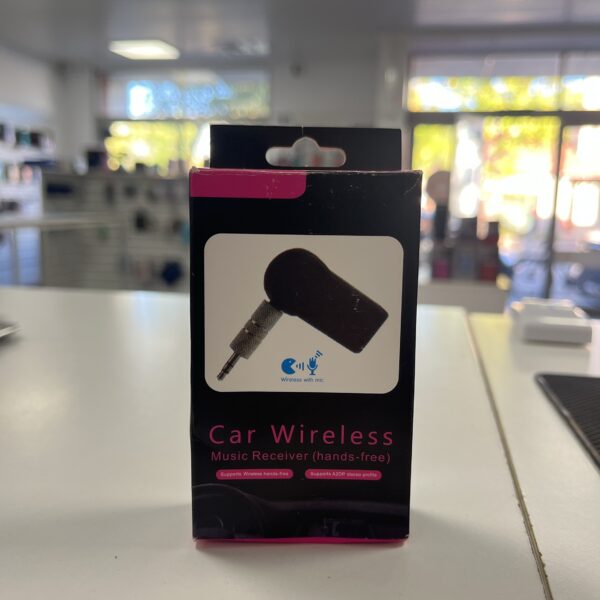 Wireless with mic
Car Wireless
Music Receiver (hands-free)
Supports Wireless hands-free
Supports A2DP stereo profile